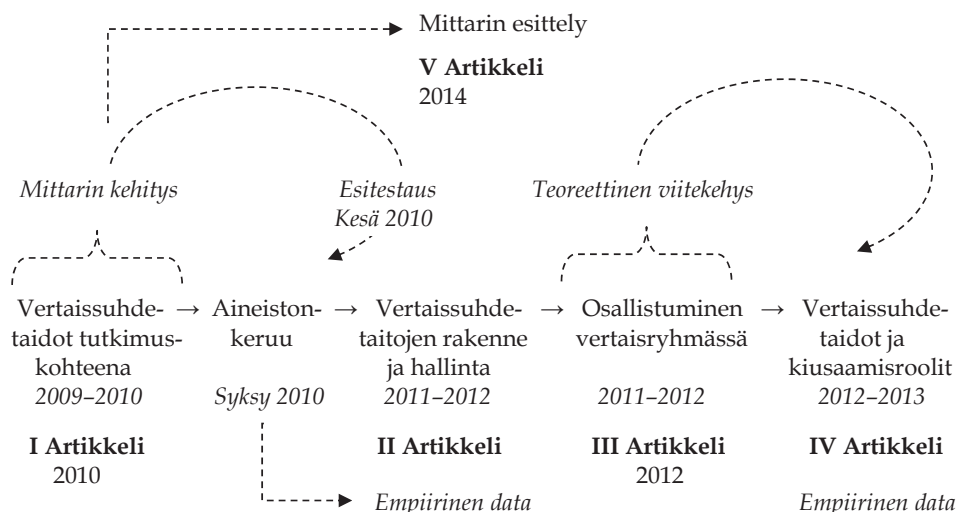 Mittarin esittely
V Artikkeli
2014
Mittarin kehitys
Esitestaus
Kesä 2010
Teoreettinen viitekehys
Vertaissuhde-
taidot tutkimus-
kohteena
2009–2010
I Artikkeli
2010
→
Aineiston-
keruu
Syksy 2010
→
Vertaissuhde-
taitojen rakenne
ja hallinta
2011–2012
II Artikkeli
Empiirinen data
→
Osallistuminen
vertaisryhmässä
2011–2012
III Artikkeli
2012
→
Vertaissuhde-
taidot ja
kiusaamisroolit
2012–2013
IV Artikkeli
Empiirinen data